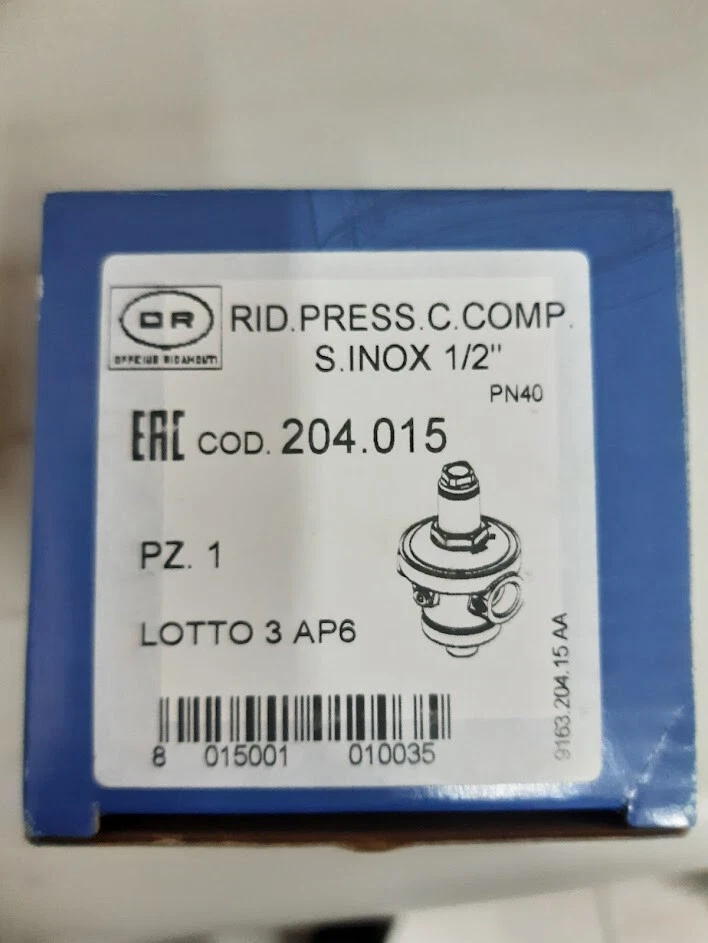 OR
OFFICINE RIGAMONTI
RID.PRESS.C.COMP.
S.INOX 1/2"
PN40
EAC COD. 204.015
PZ. 1
LOTTO 3 AP6
9163.204.15 AA
8 015001 010035